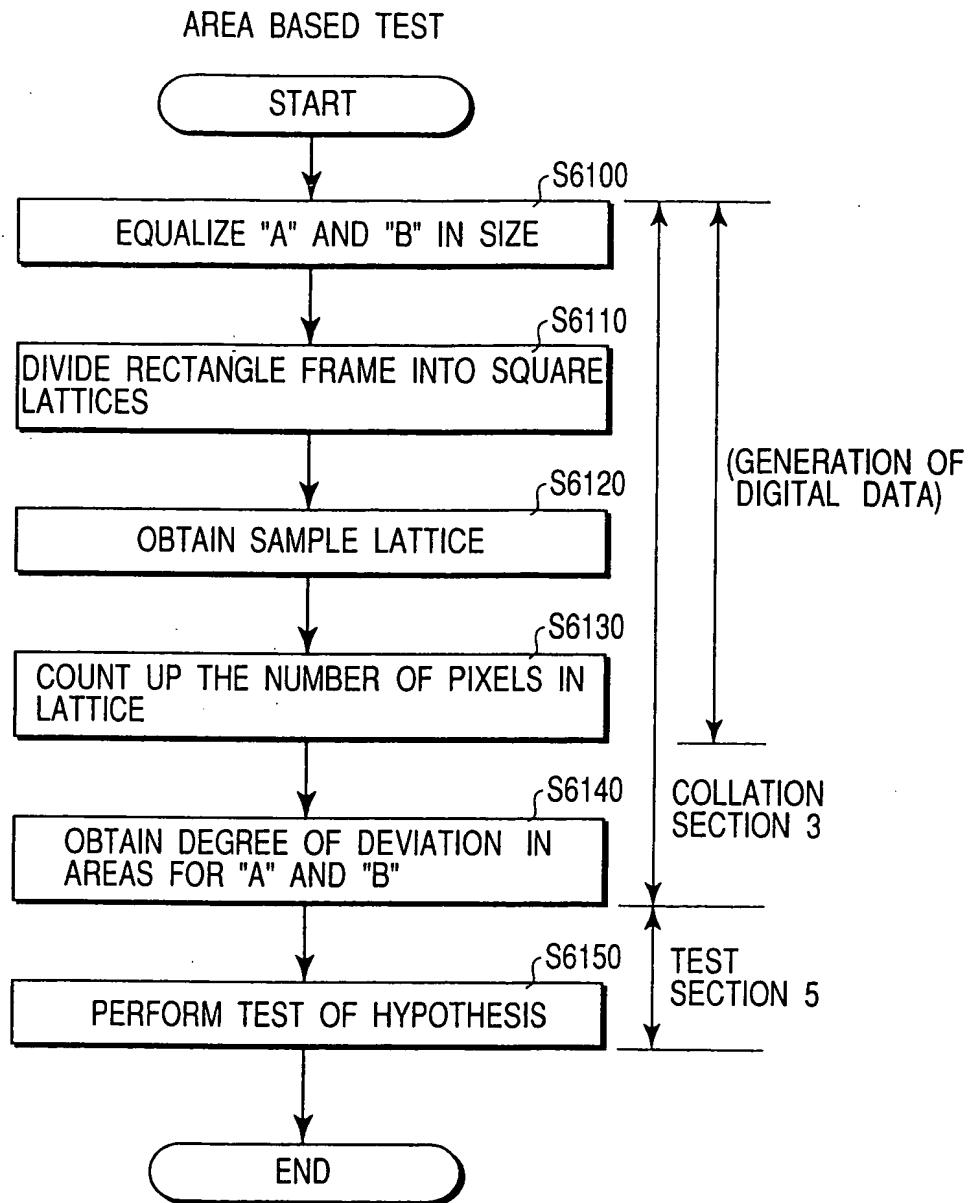 AREA BASED TEST
START
S6100
EQUALIZE "A" AND "B" IN SIZE
S6110
DIVIDE RECTANGLE FRAME INTO SQUARE
LATTICES
(GENERATION OF
DIGITAL DATA)
S6120
OBTAIN SAMPLE LATTICE
S6130
COUNT UP THE NUMBER OF PIXELS IN
LATTICE
S6140
OBTAIN DEGREE OF DEVIATION IN
AREAS FOR "A" AND "B"
COLLATION
SECTION 3
S6150
PERFORM TEST OF HYPOTHESIS
TEST
SECTION 5
END